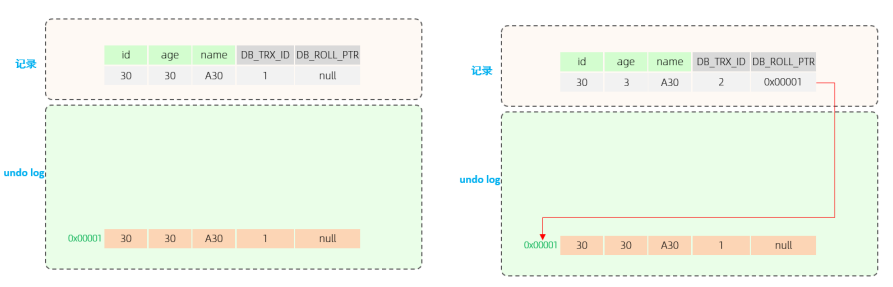 id age name DB_TRX_ID DB_ROLL_PTR
记录
30 30 A30 1 null
undo log
0x00001 30 30 A30 1 null
id age name DB_TRX_ID DB_ROLL_PTR
记录
30 3 A30 2 0x00001
undo log
0x00001 30 30 A30 1 null